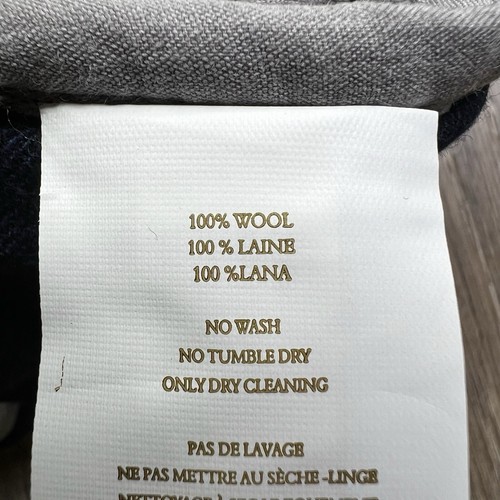 100% WOOL
100 % LAINE
100 %LANA
NO WASH
NO TUMBLE DRY
ONLY DRY CLEANING
PAS DE LAVAGE
NE PAS METTRE AU SÈCHE -LINGE
NETTOYAGE À